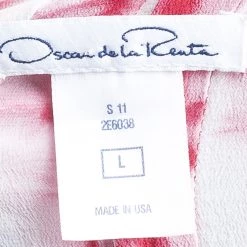 Oscar de la Renta
S 11
2E6038
L
MADE IN USA